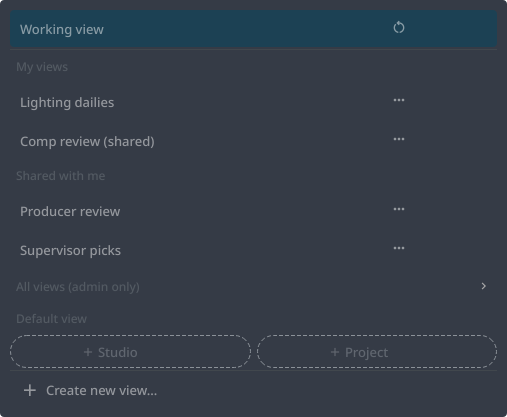 Working view
My views
Lighting dailies
Comp review (shared)
Shared with me
Producer review
Supervisor picks
All views (admin only)
Default view
+ Studio
+ Project
+ Create new view...